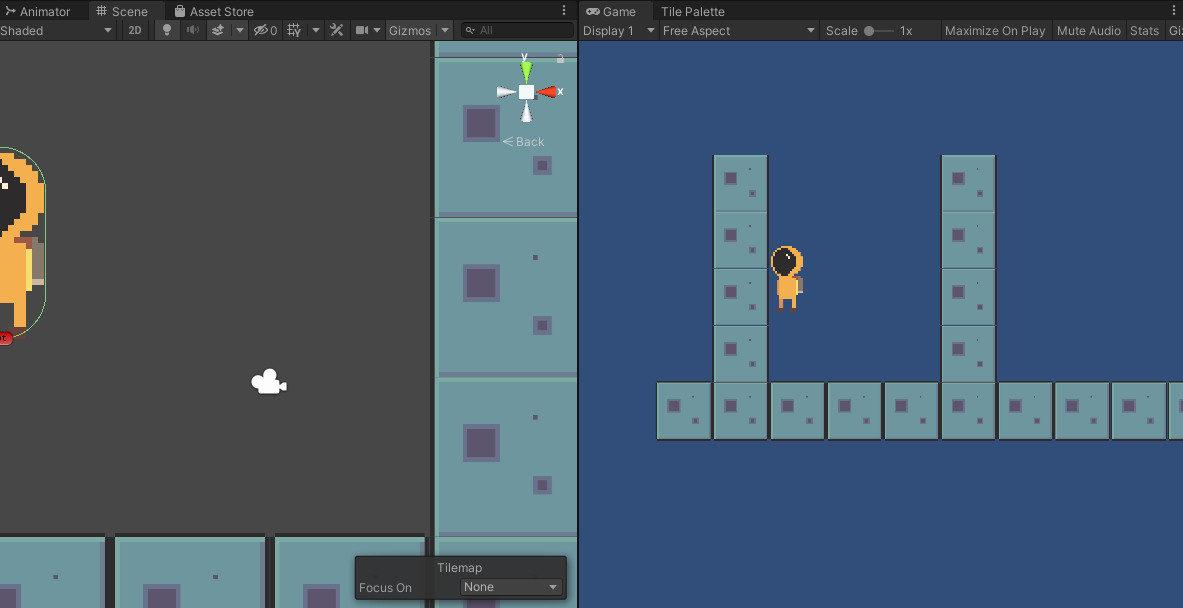 Animator Scene Asset Store
Shaded 2D 0 Gizmos All
y
x
Back
Tilemap
Focus On None
Game Tile Palette
Display 1 Free Aspect Scale 1x Maximize On Play Mute Audio Stats Gi